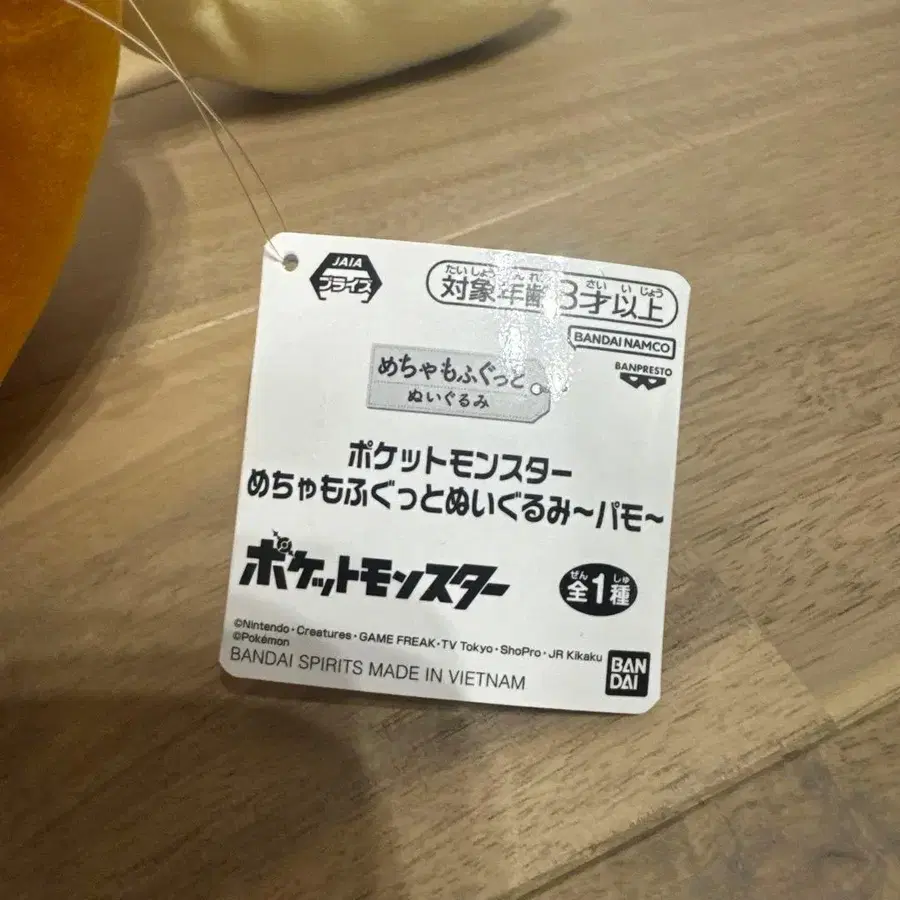 JAIA
プライズ
たいしょう ねんれい さい いじょう
対象年齢3才以上
BANDAI NAMCO
BANPRESTO
めちゃもふぐっと
ぬいぐるみ
ポケットモンスター
めちゃもふぐっとぬいぐるみ〜パモ〜
ポケットモンスター
ぜん しゅ
全1種
©Nintendo・Creatures・GAME FREAK・TV Tokyo・ShoPro・JR Kikaku
©Pokémon
BANDAI SPIRITS MADE IN VIETNAM
BAN
DAI